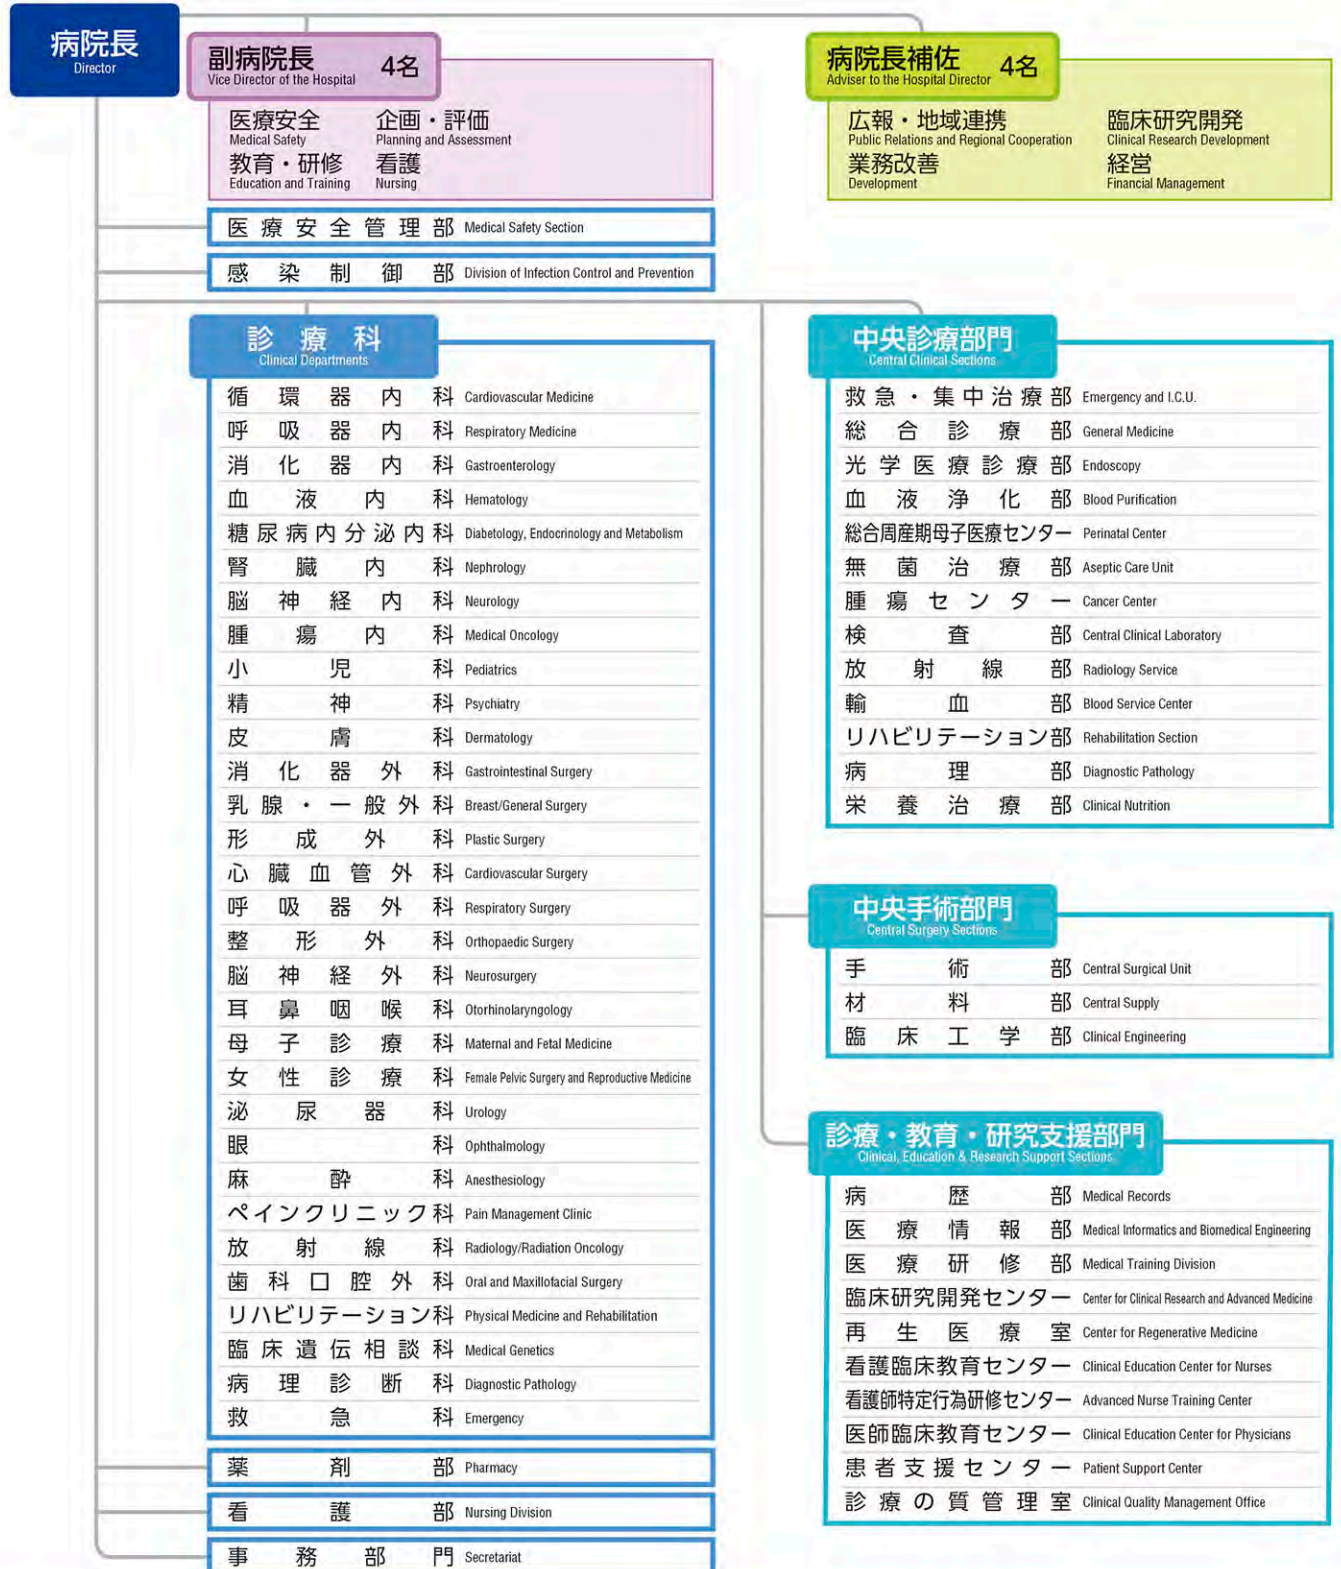 病院長
Director
副病院長 4名
Vice Director of the Hospital
医療安全 企画・評価
Medical Safety Planning and Assessment
教育・研修 看護
Education and Training Nursing
病院長補佐 4名
Adviser to the Hospital Director
広報・地域連携 臨床研究開発
Public Relations and Regional Cooperation Clinical Research Development
業務改善 経営
Development Financial Management
医療安全管理部 Medical Safety Section
感染制御部 Division of Infection Control and Prevention
診療科
Clinical Departments
循環器内科 Cardiovascular Medicine
呼吸器内科 Respiratory Medicine
消化器内科 Gastroenterology
血液内科 Hematology
糖尿病内分泌内科 Diabetology, Endocrinology and Metabolism
腎臓内科 Nephrology
脳神経内科 Neurology
腫瘍内科 Medical Oncology
小児科 Pediatrics
精神科 Psychiatry
皮膚科 Dermatology
消化器外科 Gastrointestinal Surgery
乳腺・一般外科 Breast/General Surgery
形成外科 Plastic Surgery
心臓血管外科 Cardiovascular Surgery
呼吸器外科 Respiratory Surgery
整形外科 Orthopaedic Surgery
脳神経外科 Neurosurgery
耳鼻咽喉科 Otorhinolaryngology
母子診療科 Maternal and Fetal Medicine
女性診療科 Female Pelvic Surgery and Reproductive Medicine
泌尿器科 Urology
眼科 Ophthalmology
麻酔科 Anesthesiology
ペインクリニック科 Pain Management Clinic
放射線科 Radiology/Radiation Oncology
歯科口腔外科 Oral and Maxillofacial Surgery
リハビリテーション科 Physical Medicine and Rehabilitation
臨床遺伝相談科 Medical Genetics
病理診断科 Diagnostic Pathology
救急科 Emergency
薬剤部 Pharmacy
看護部 Nursing Division
事務部門 Secretariat
中央診療部門
Central Clinical Sections
救急・集中治療部 Emergency and I.C.U.
総合診療部 General Medicine
光学医療診療部 Endoscopy
血液浄化部 Blood Purification
総合周産期母子医療センター Perinatal Center
無菌治療部 Aseptic Care Unit
腫瘍センター Cancer Center
検査部 Central Clinical Laboratory
放射線部 Radiology Service
輸血部 Blood Service Center
リハビリテーション部 Rehabilitation Section
病理部 Diagnostic Pathology
栄養治療部 Clinical Nutrition
中央手術部門
Central Surgery Sections
手術部 Central Surgical Unit
材料部 Central Supply
臨床工学部 Clinical Engineering
診療・教育・研究支援部門
Clinical, Education & Research Support Sections
病歴部 Medical Records
医療情報部 Medical Informatics and Biomedical Engineering
医療研修部 Medical Training Division
臨床研究開発センター Center for Clinical Research and Advanced Medicine
再生医療室 Center for Regenerative Medicine
看護臨床教育センター Clinical Education Center for Nurses
看護師特定行為研修センター Advanced Nurse Training Center
医師臨床教育センター Clinical Education Center for Physicians
患者支援センター Patient Support Center
診療の質管理室 Clinical Quality Management Office